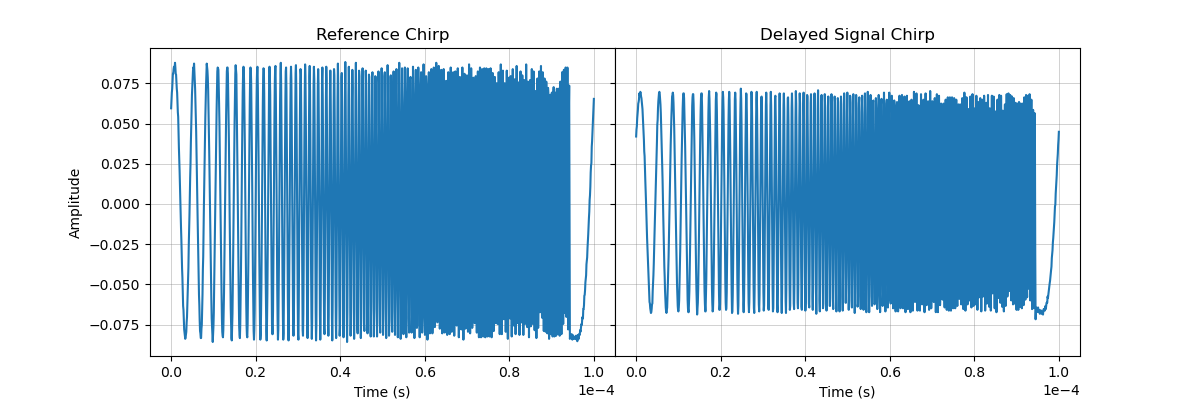 Reference Chirp
Delayed Signal Chirp
Amplitude
0.075
0.050
0.025
0.000
−0.025
−0.050
−0.075
0.0 0.2 0.4 0.6 0.8 1.0
1e−4
Time (s)
0.0 0.2 0.4 0.6 0.8 1.0
1e−4
Time (s)